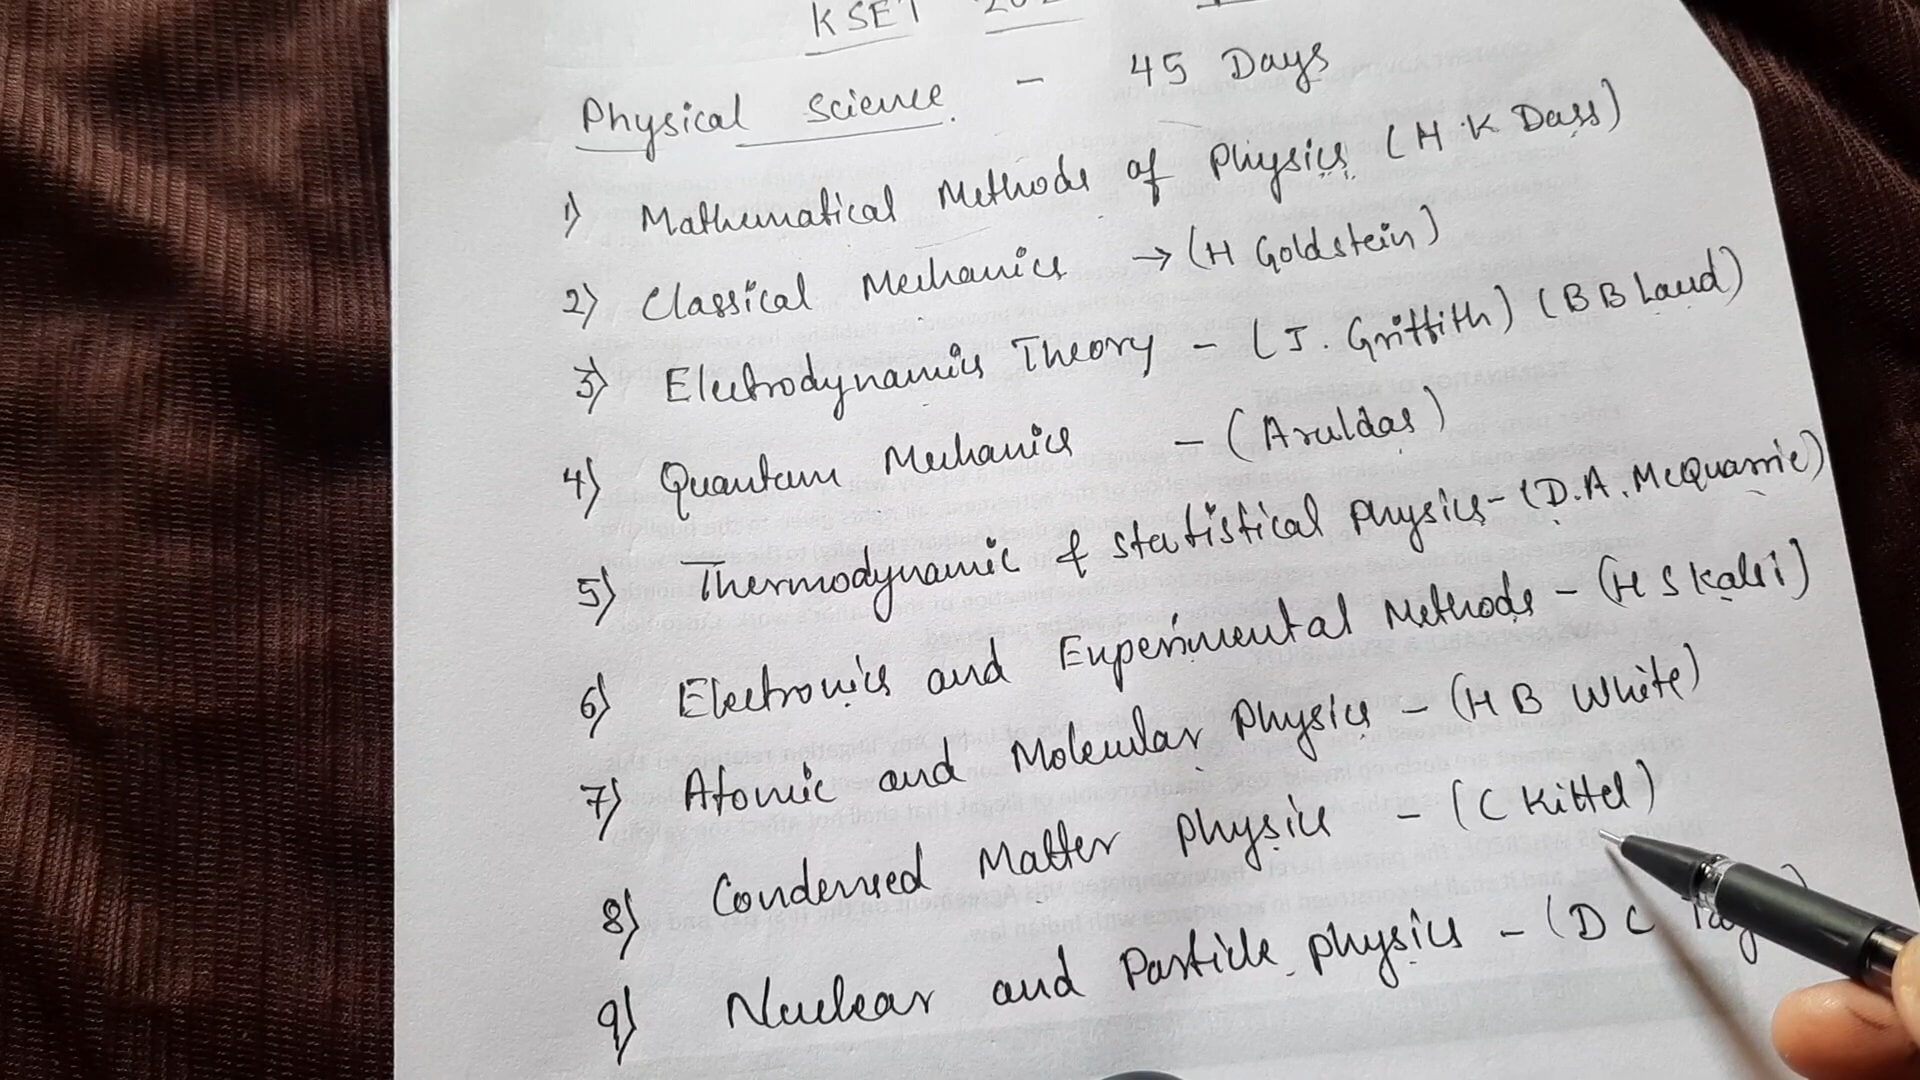 KSET
Physical Science - 45 Days
1) Mathematical Methods of Physics (H.K Dass)
2) Classical Mechanics → (H Goldstein)
3) Electrodynamics Theory - (J. Griffith) (B B Laud)
4) Quantum Mechanics - (Aruldas)
5) Thermodynamic & Statistical Physics - (D.A. McQuarrie)
6) Electronics and Experimental Methods - (H S Kalsi)
7) Atomic and Molecular Physics - (H B White)
8) Condensed Matter Physics - (C Kittel)
9) Nuclear and Particle Physics - (D C